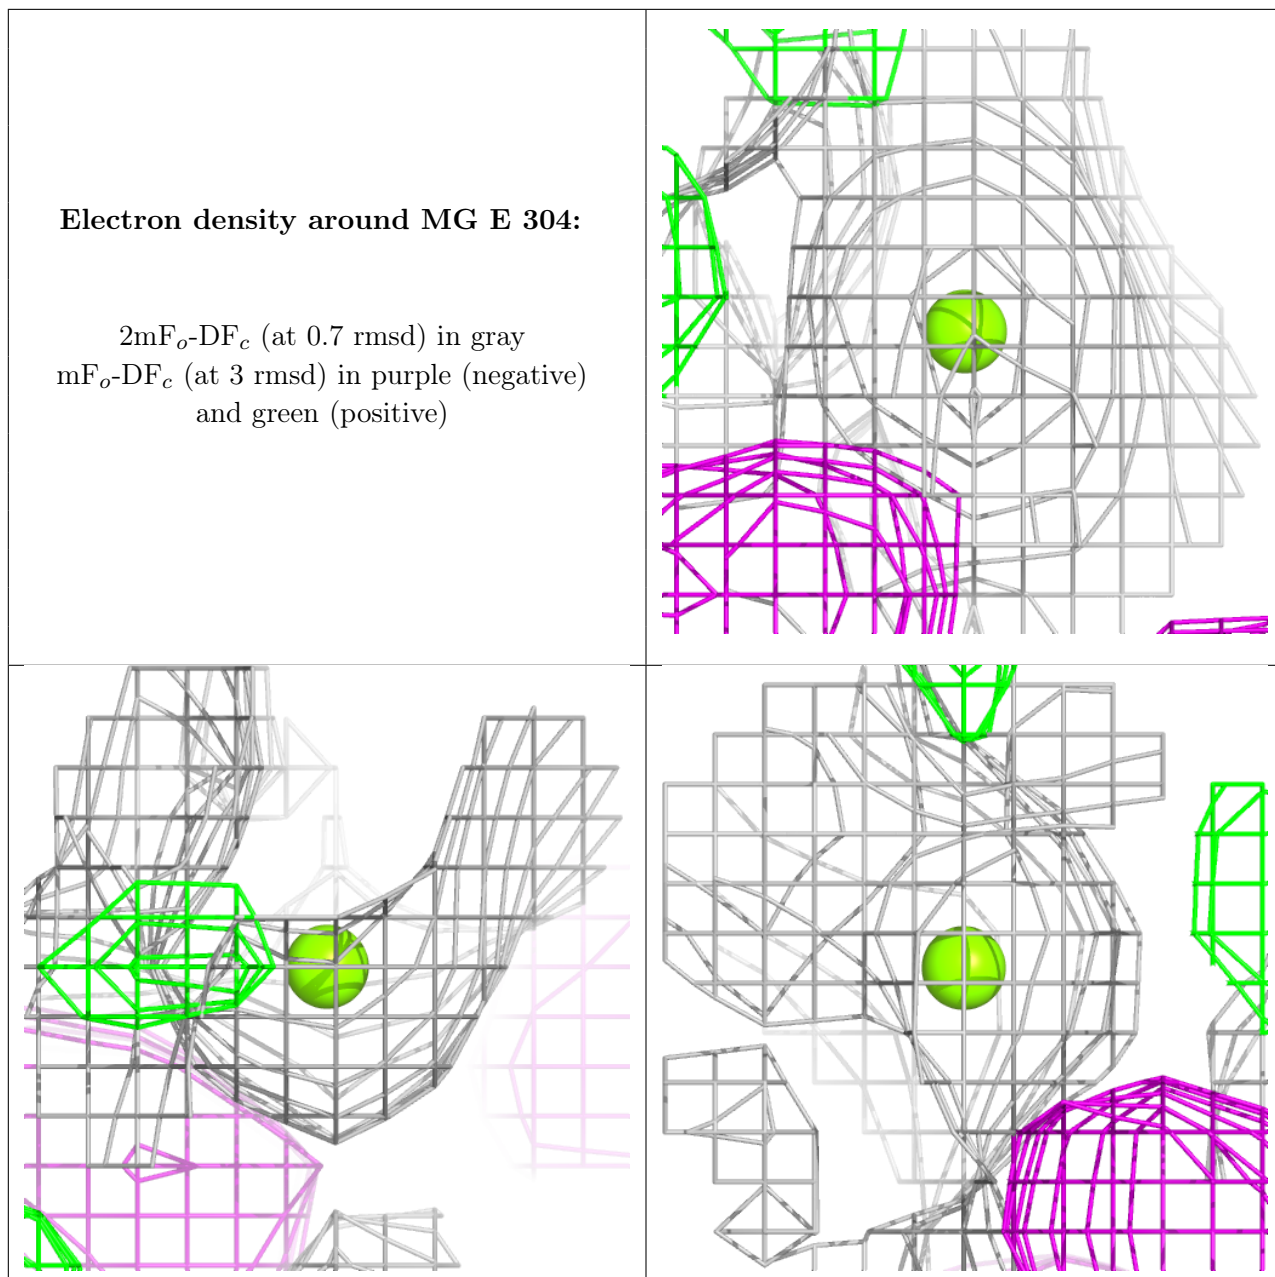 Electron density around MG E 304:
2mFo-DFc (at 0.7 rmsd) in gray
mFo-DFc (at 3 rmsd) in purple (negative)
and green (positive)